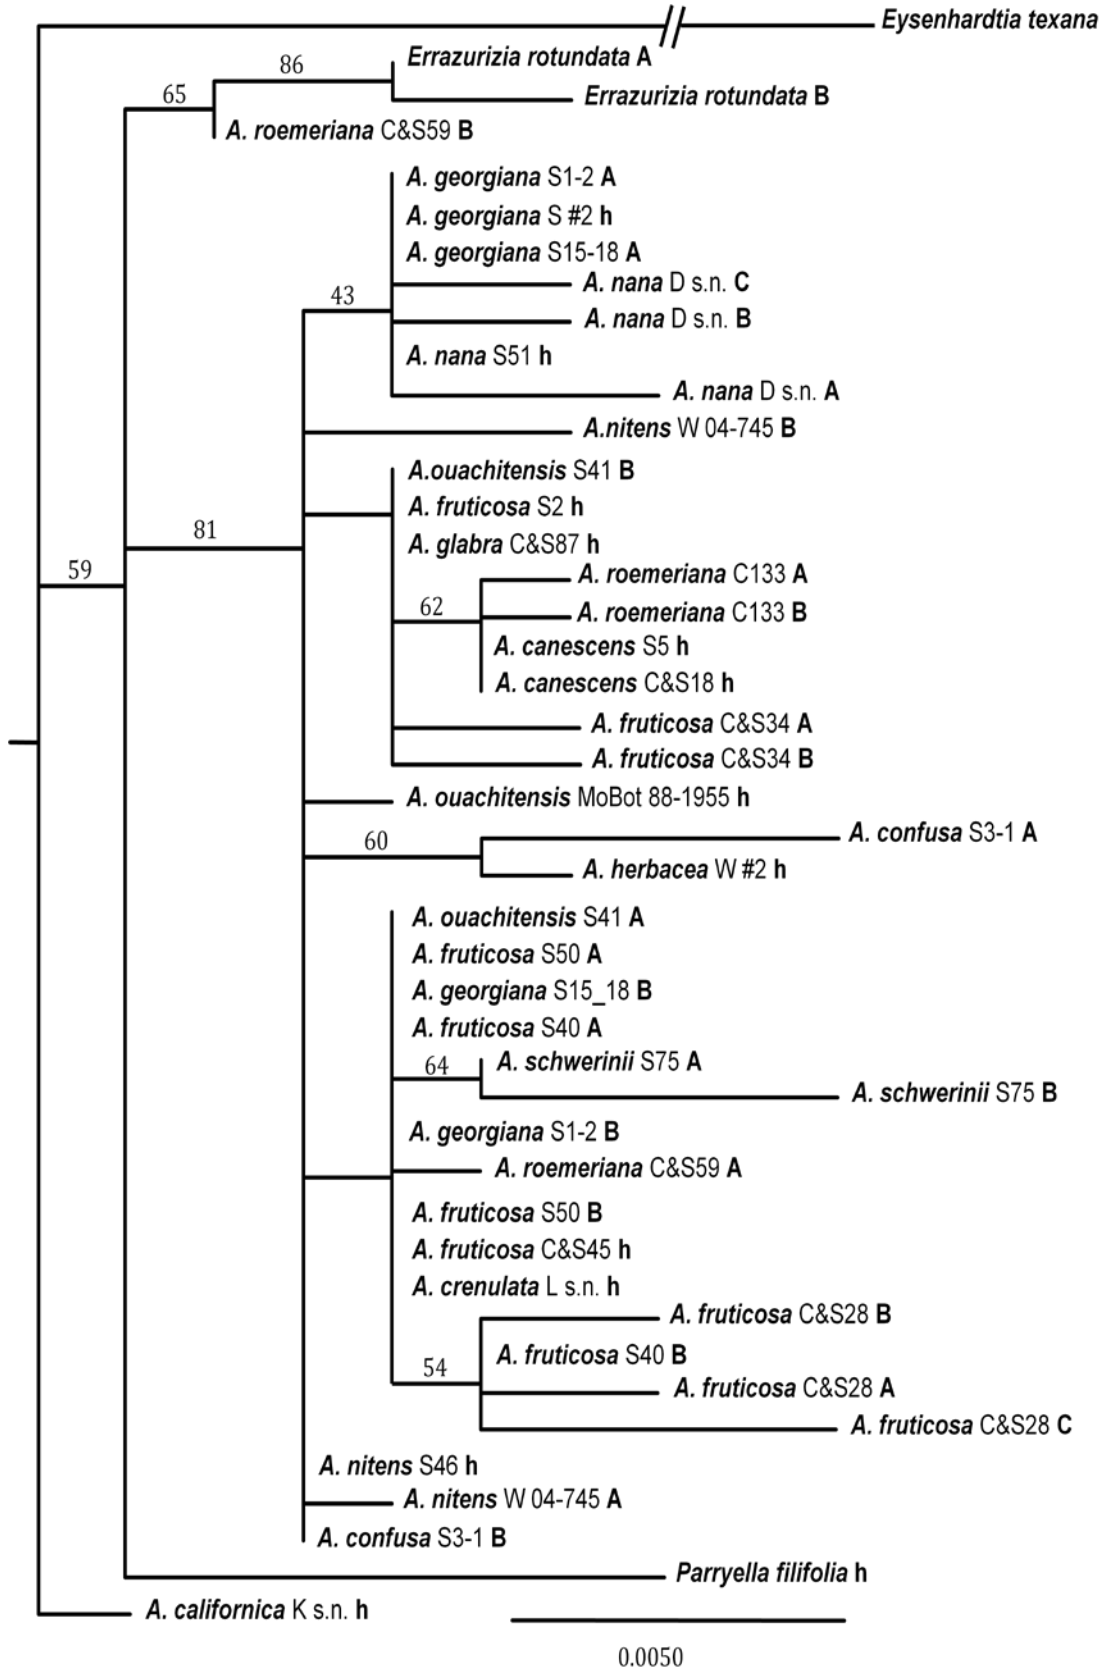 Eysenhardtia texana
Errazurizia rotundata A
86
65
Errazurizia rotundata B
A. roemeriana C&S59 B
A. georgiana S1-2 A
A. georgiana S #2 h
A. georgiana S15-18 A
A. nana D s.n. C
43
A. nana D s.n. B
A. nana S51 h
A. nana D s.n. A
A.nitens W 04-745 B
A.ouachitensis S41 B
A. fruticosa S2 h
81
A. glabra C&S87 h
59
A. roemeriana C133 A
62
A. roemeriana C133 B
A. canescens S5 h
A. canescens C&S18 h
A. fruticosa C&S34 A
A. fruticosa C&S34 B
A. ouachitensis MoBot 88-1955 h
A. confusa S3-1 A
60
A. herbacea W #2 h
A. ouachitensis S41 A
A. fruticosa S50 A
A. georgiana S15_18 B
A. fruticosa S40 A
64
A. schwerinii S75 A
A. schwerinii S75 B
A. georgiana S1-2 B
A. roemeriana C&S59 A
A. fruticosa S50 B
A. fruticosa C&S45 h
A. crenulata L s.n. h
A. fruticosa C&S28 B
A. fruticosa S40 B
54
A. fruticosa C&S28 A
A. fruticosa C&S28 C
A. nitens S46 h
A. nitens W 04-745 A
A. confusa S3-1 B
Parryella filifolia h
A. californica K s.n. h
0.0050